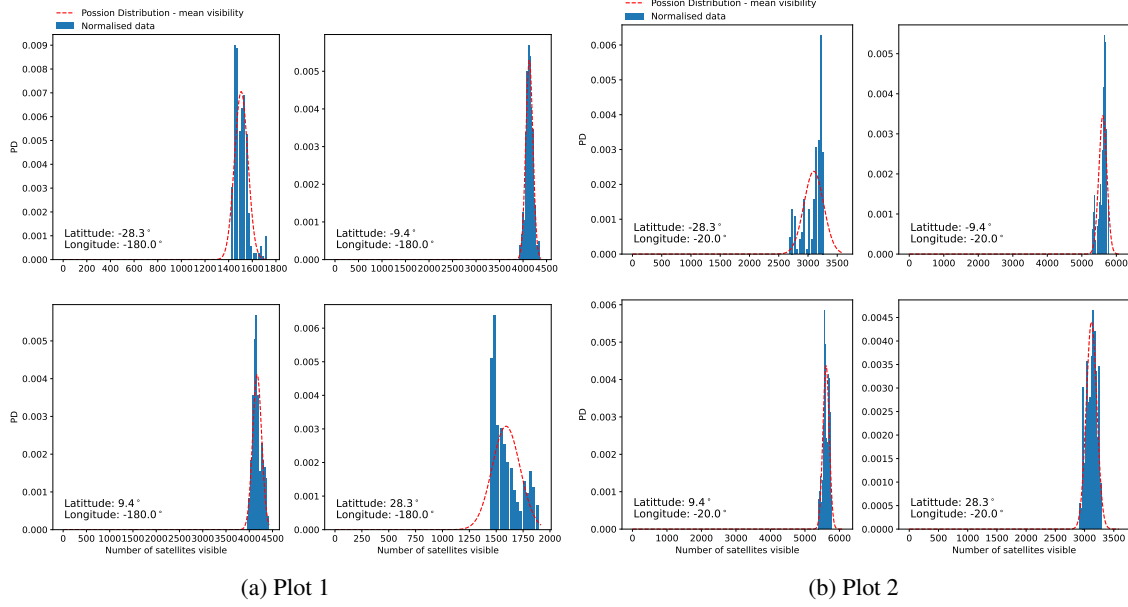 Possion Distribution - mean visibility
Normalised data
0.009
0.008
0.007
0.006
0.005
0.004
0.003
0.002
0.001
0.000
PD
Latittude: -28.3°
Longitude: -180.0°
0 200 400 600 800 1000 1200 1400 1600 1800
0.005
0.004
0.003
0.002
0.001
0.000
Latittude: -9.4°
Longitude: -180.0°
0 500 1000 1500 2000 2500 3000 3500 4000 4500
0.005
0.004
0.003
0.002
0.001
0.000
PD
Latittude: 9.4°
Longitude: -180.0°
0 500 1000 1500 2000 2500 3000 3500 4000 4500
Number of satellites visible
0.006
0.005
0.004
0.003
0.002
0.001
0.000
Latittude: 28.3°
Longitude: -180.0°
0 250 500 750 1000 1250 1500 1750 2000
Number of satellites visible
(a) Plot 1
Possion Distribution - mean visibility
Normalised data
0.006
0.005
0.004
0.003
0.002
0.001
0.000
PD
Latittude: -28.3°
Longitude: -20.0°
0 500 1000 1500 2000 2500 3000 3500
0.005
0.004
0.003
0.002
0.001
0.000
Latittude: -9.4°
Longitude: -20.0°
0 1000 2000 3000 4000 5000 6000
0.006
0.005
0.004
0.003
0.002
0.001
0.000
PD
Latittude: 9.4°
Longitude: -20.0°
0 1000 2000 3000 4000 5000 6000
Number of satellites visible
0.0045
0.0040
0.0035
0.0030
0.0025
0.0020
0.0015
0.0010
0.0005
0.0000
Latittude: 28.3°
Longitude: -20.0°
0 500 1000 1500 2000 2500 3000 3500
Number of satellites visible
(b) Plot 2